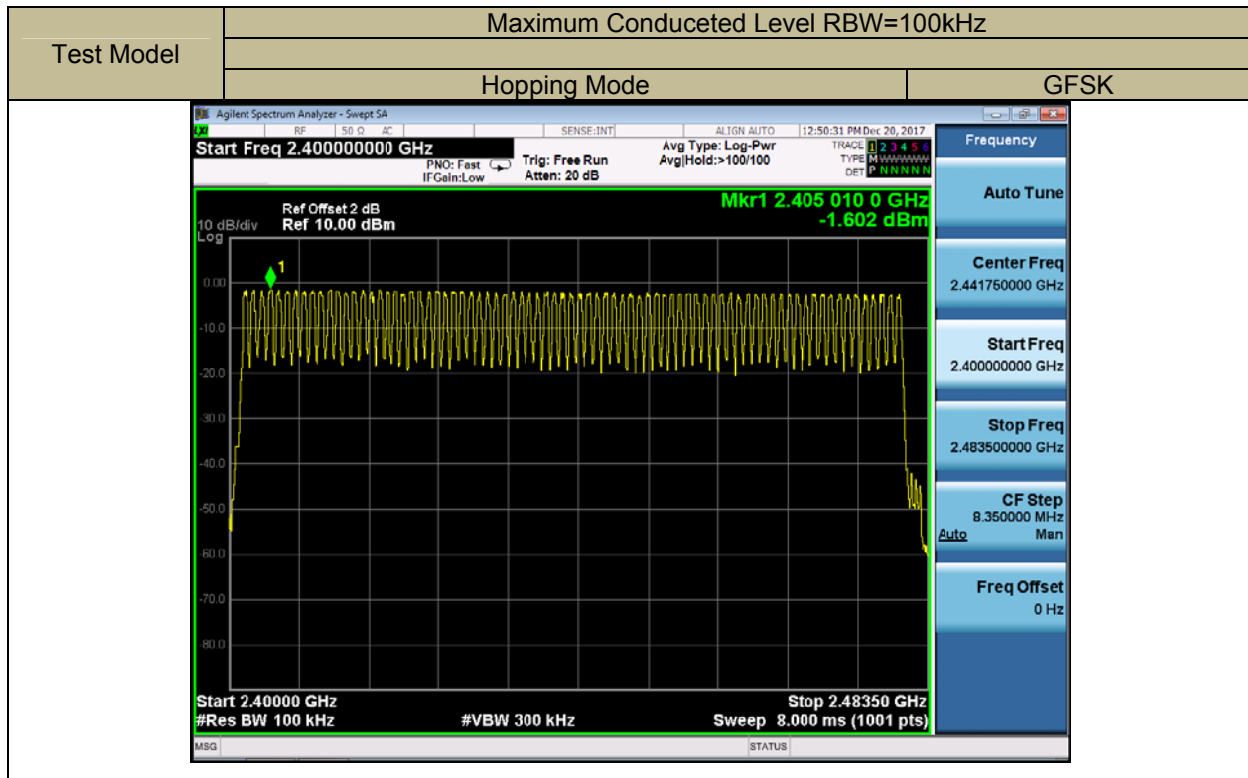 Test Model
Maximum Conduceted Level RBW=100kHz
Hopping Mode
GFSK
Agilent Spectrum Analyzer - Swept SA
LXI RF 50 Ω AC SENSE:INT ALIGN AUTO 12:50:31 PM Dec 20, 2017
Start Freq 2.400000000 GHz
PNO: Fast
IFGain:Low
Trig: Free Run
Atten: 20 dB
Avg Type: Log-Pwr
Avg|Hold:>100/100
TRACE 1 2 3 4 5 6
TYPE M WWWWW
DET P N N N N N
Mkr1 2.405 010 0 GHz
-1.602 dBm
Ref Offset 2 dB
10 dB/div Ref 10.00 dBm
Log
1
0.00
-10.0
-20.0
-30.0
-40.0
-50.0
-60.0
-70.0
-80.0
Start 2.40000 GHz Stop 2.48350 GHz
#Res BW 100 kHz #VBW 300 kHz Sweep 8.000 ms (1001 pts)
MSG STATUS
Frequency
Auto Tune
Center Freq
2.441750000 GHz
Start Freq
2.400000000 GHz
Stop Freq
2.483500000 GHz
CF Step
8.350000 MHz
Auto Man
Freq Offset
0 Hz